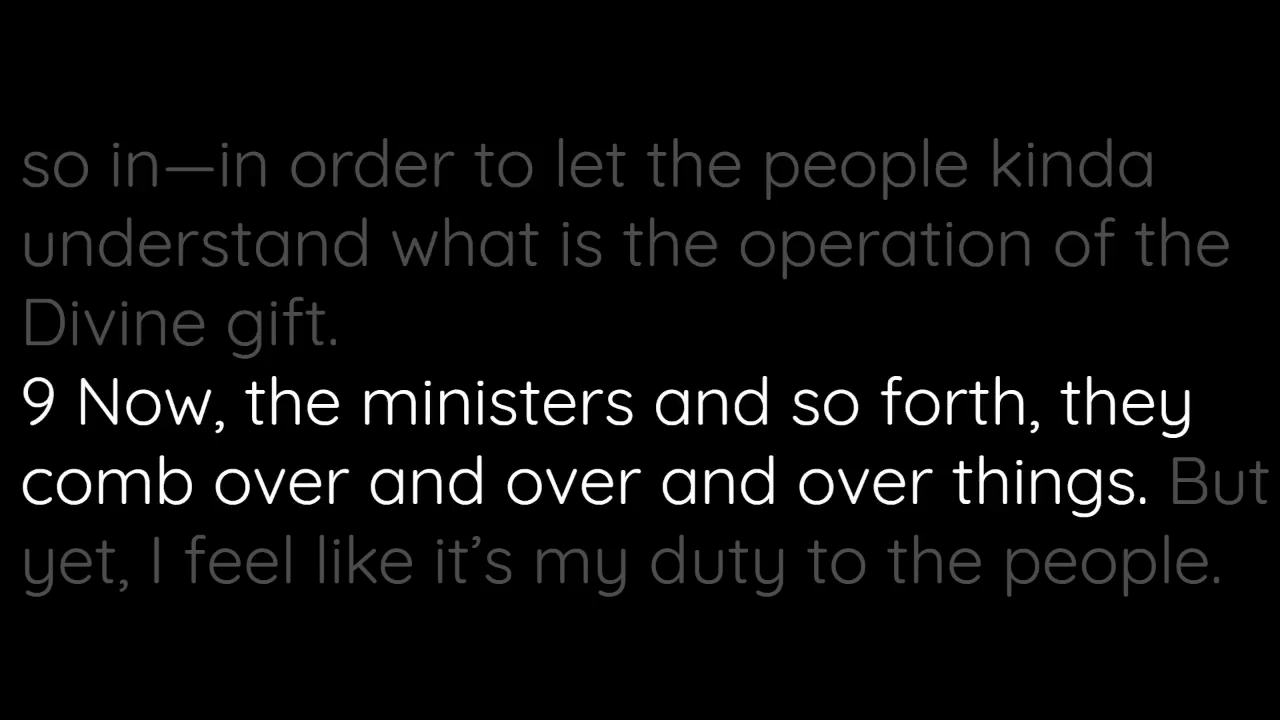 so in—in order to let the people kinda
understand what is the operation of the
Divine gift.
9 Now, the ministers and so forth, they
comb over and over and over things. But
yet, I feel like it’s my duty to the people.